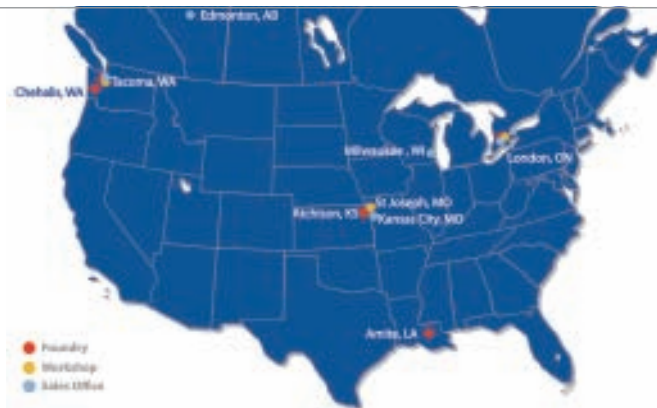 Edmonton, AB
Tacoma, WA
Chehalis, WA
Milwaukee, WI
London, ON
St Joseph, MO
Atchison, KS
Kansas City, MO
Amite, LA
Foundry
Workshop
Sales Office